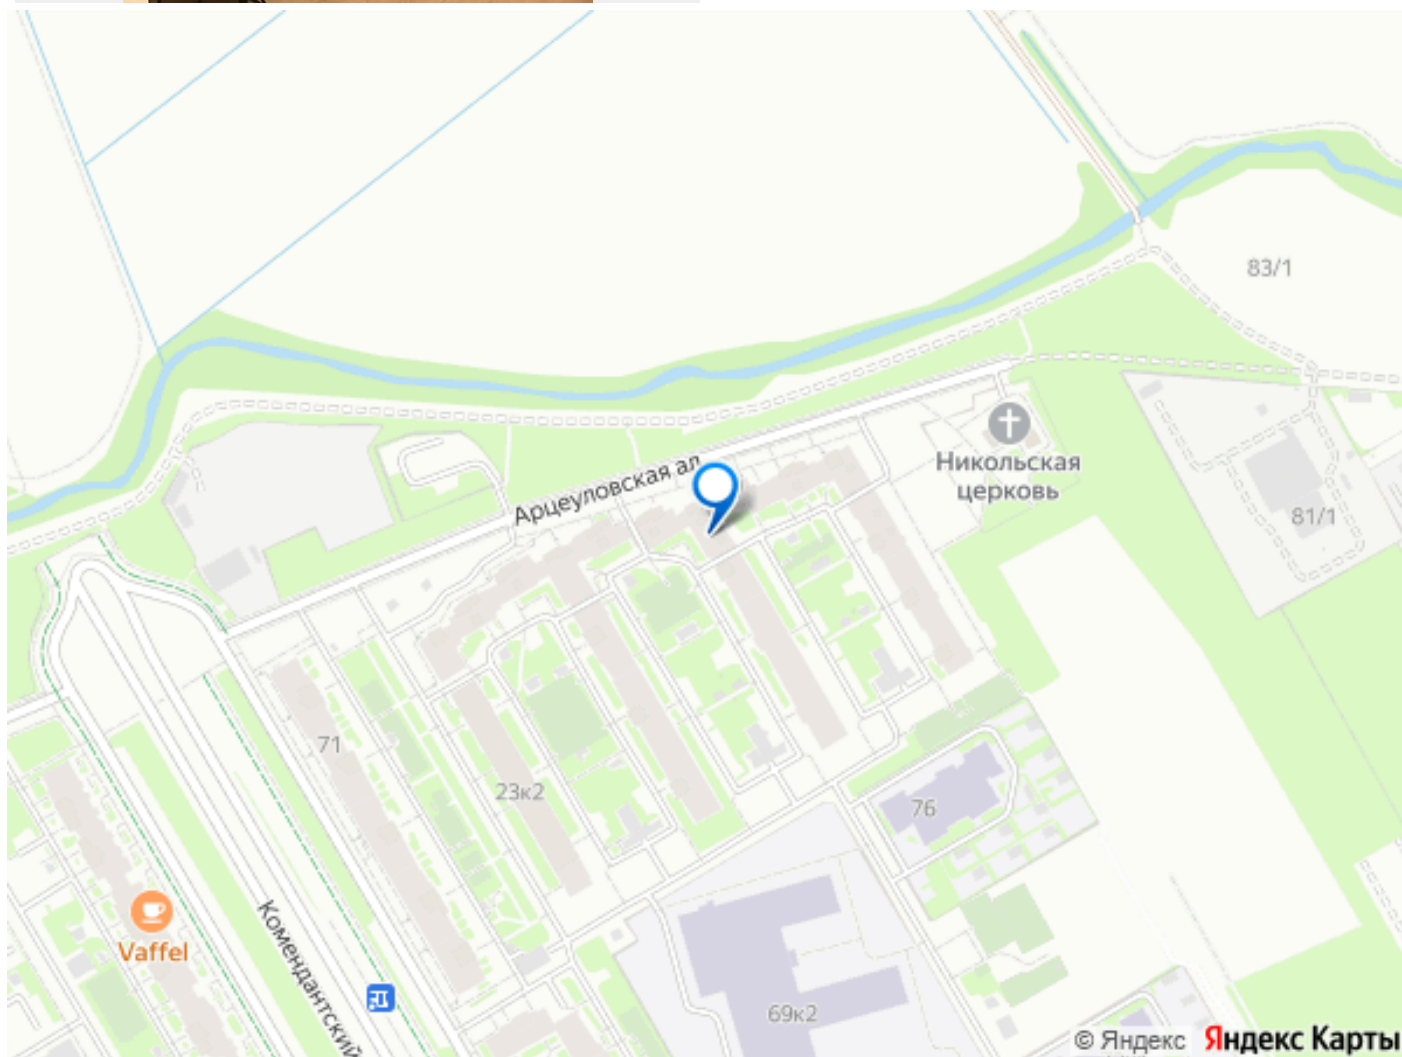 83/1
Никольская
церковь
Арцеуловская ал.
81/1
71
23к2
76
Vaffel
Комендантский
69к2
© Яндекс Яндекс Карты